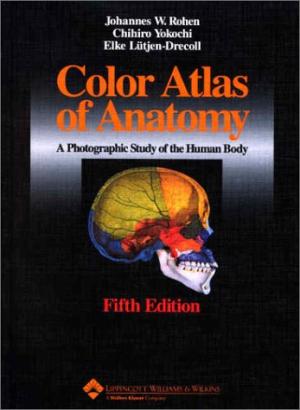 Johannes W. Rohen
Chihiro Yokochi
Elke Lütjen-Drecoll
Color Atlas
of Anatomy
A Photographic Study of the Human Body
Fifth Edition
LIPPINCOTT WILLIAMS & WILKINS
A Wolters Kluwer Company